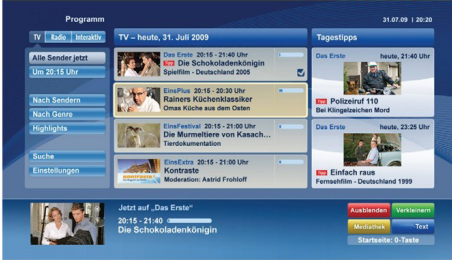 Programm
31.07.09 | 20:20
TV Radio Interaktiv
TV – heute, 31. Juli 2009
Tagestipps
Alle Sender jetzt
Um 20:15 Uhr
Nach Sendern
Nach Genre
Highlights
Suche
Einstellungen
Das Erste 20:15 - 21:40 Uhr
Tipp Die Schokoladenkönigin
Spielfilm - Deutschland 2005
EinsPlus 20:15 - 20:30 Uhr
Rainers Küchenklassiker
Omas Küche aus dem Osten
EinsFestival 20:15 - 21:00 Uhr
Die Murmeltiere von Kasach...
Tierdokumentation
EinsExtra 20:15 - 21:00 Uhr
Kontraste
Moderation: Astrid Frohloff
Das Erste heute, 21:40 Uhr
Tipp Polizeiruf 110
Bei Klingelzeichen Mord
Das Erste heute, 23:25 Uhr
Tipp Einfach raus
Fernsehfilm - Deutschland 1999
Jetzt auf „Das Erste“
20:15 - 21:40
Die Schokoladenkönigin
Ausblenden Verkleinern
Mediathek Text
Startseite: 0-Taste